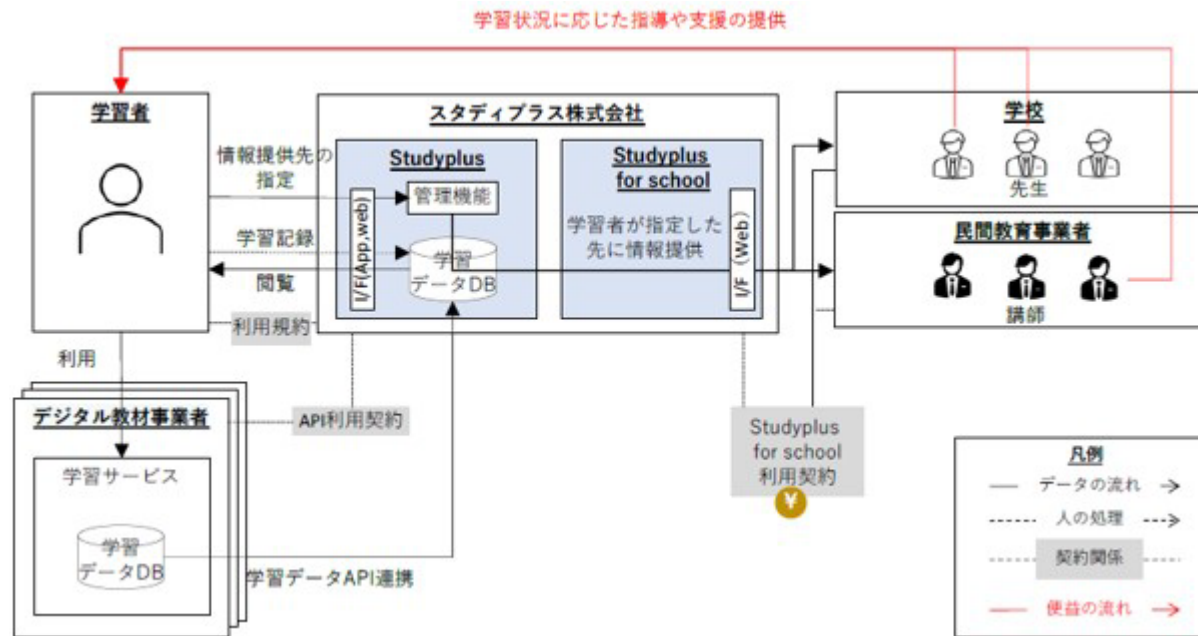 学習状況に応じた指導や支援の提供
学習者
スタディプラス株式会社
学校
情報提供先の
指定
Studyplus
Studyplus
for school
先生
管理機能
I/F(App,web)
学習者が指定した
先に情報提供
I/F（Web）
学習記録
学習
データDB
閲覧
民間教育事業者
講師
利用規約
利用
デジタル教材事業者
API利用契約
Studyplus
for school
利用契約
¥
学習サービス
学習
データDB
学習データAPI連携
凡例
データの流れ
人の処理
契約関係
便益の流れ